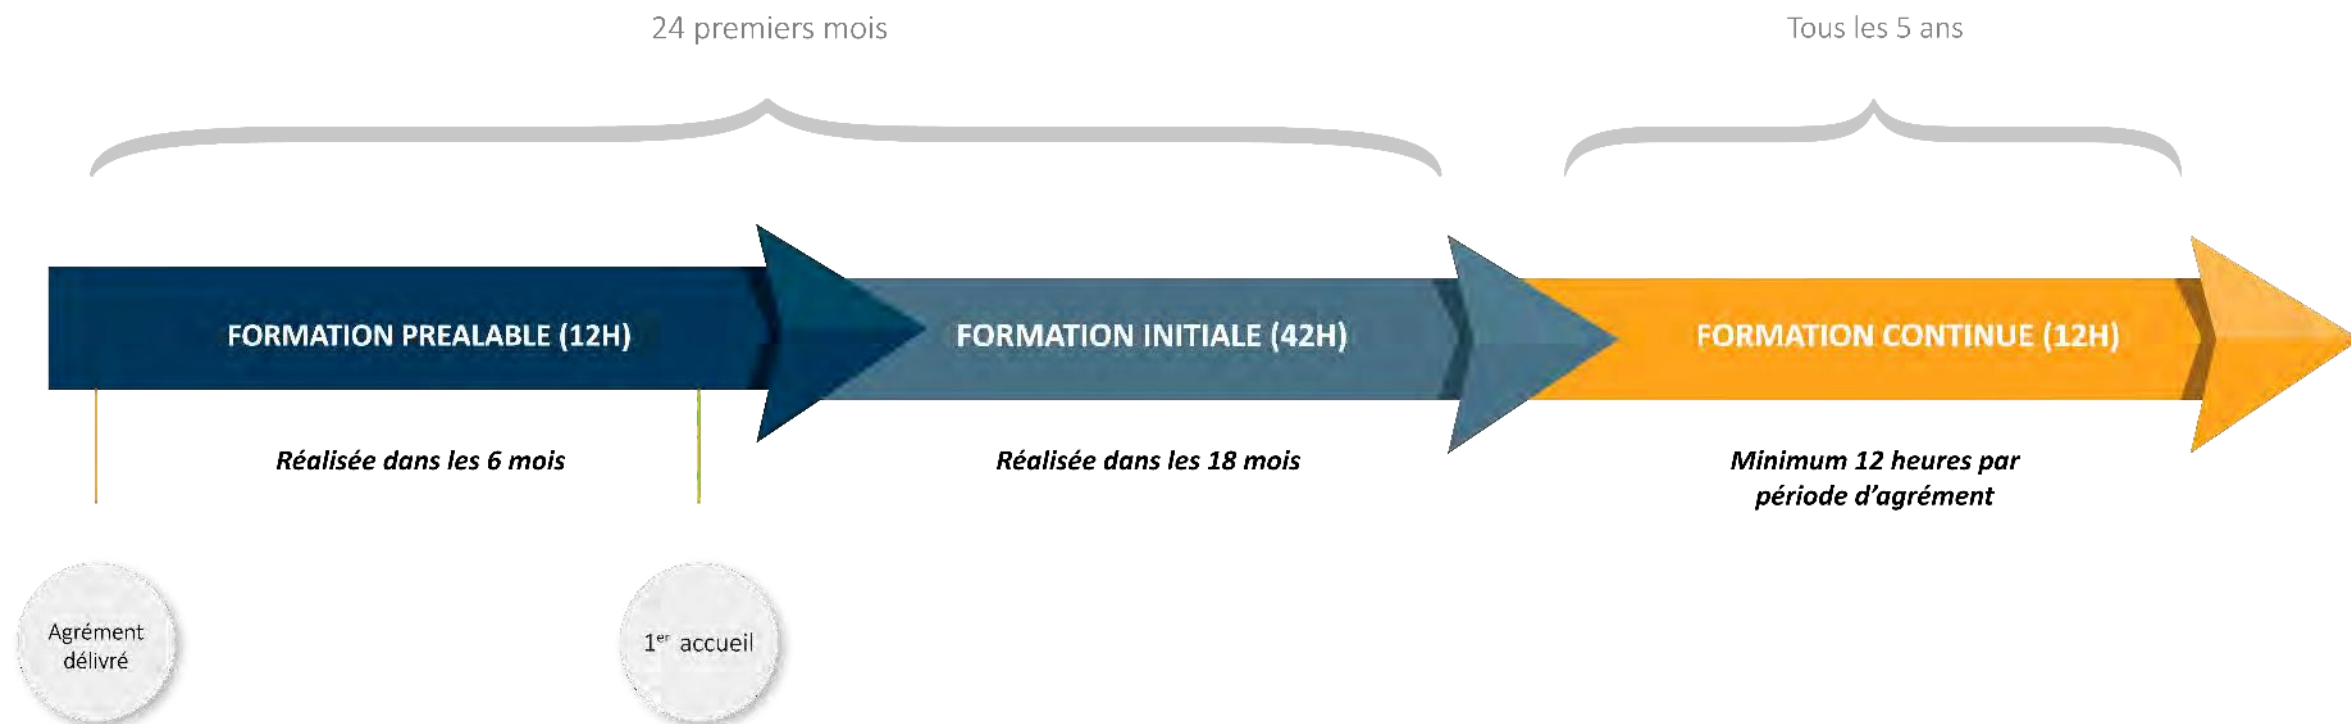 24 premiers mois
Tous les 5 ans
FORMATION PREALABLE (12H)
FORMATION INITIALE (42H)
FORMATION CONTINUE (12H)
Réalisée dans les 6 mois
Réalisée dans les 18 mois
Minimum 12 heures par
période d’agrément
Agrément
délivré
1er accueil